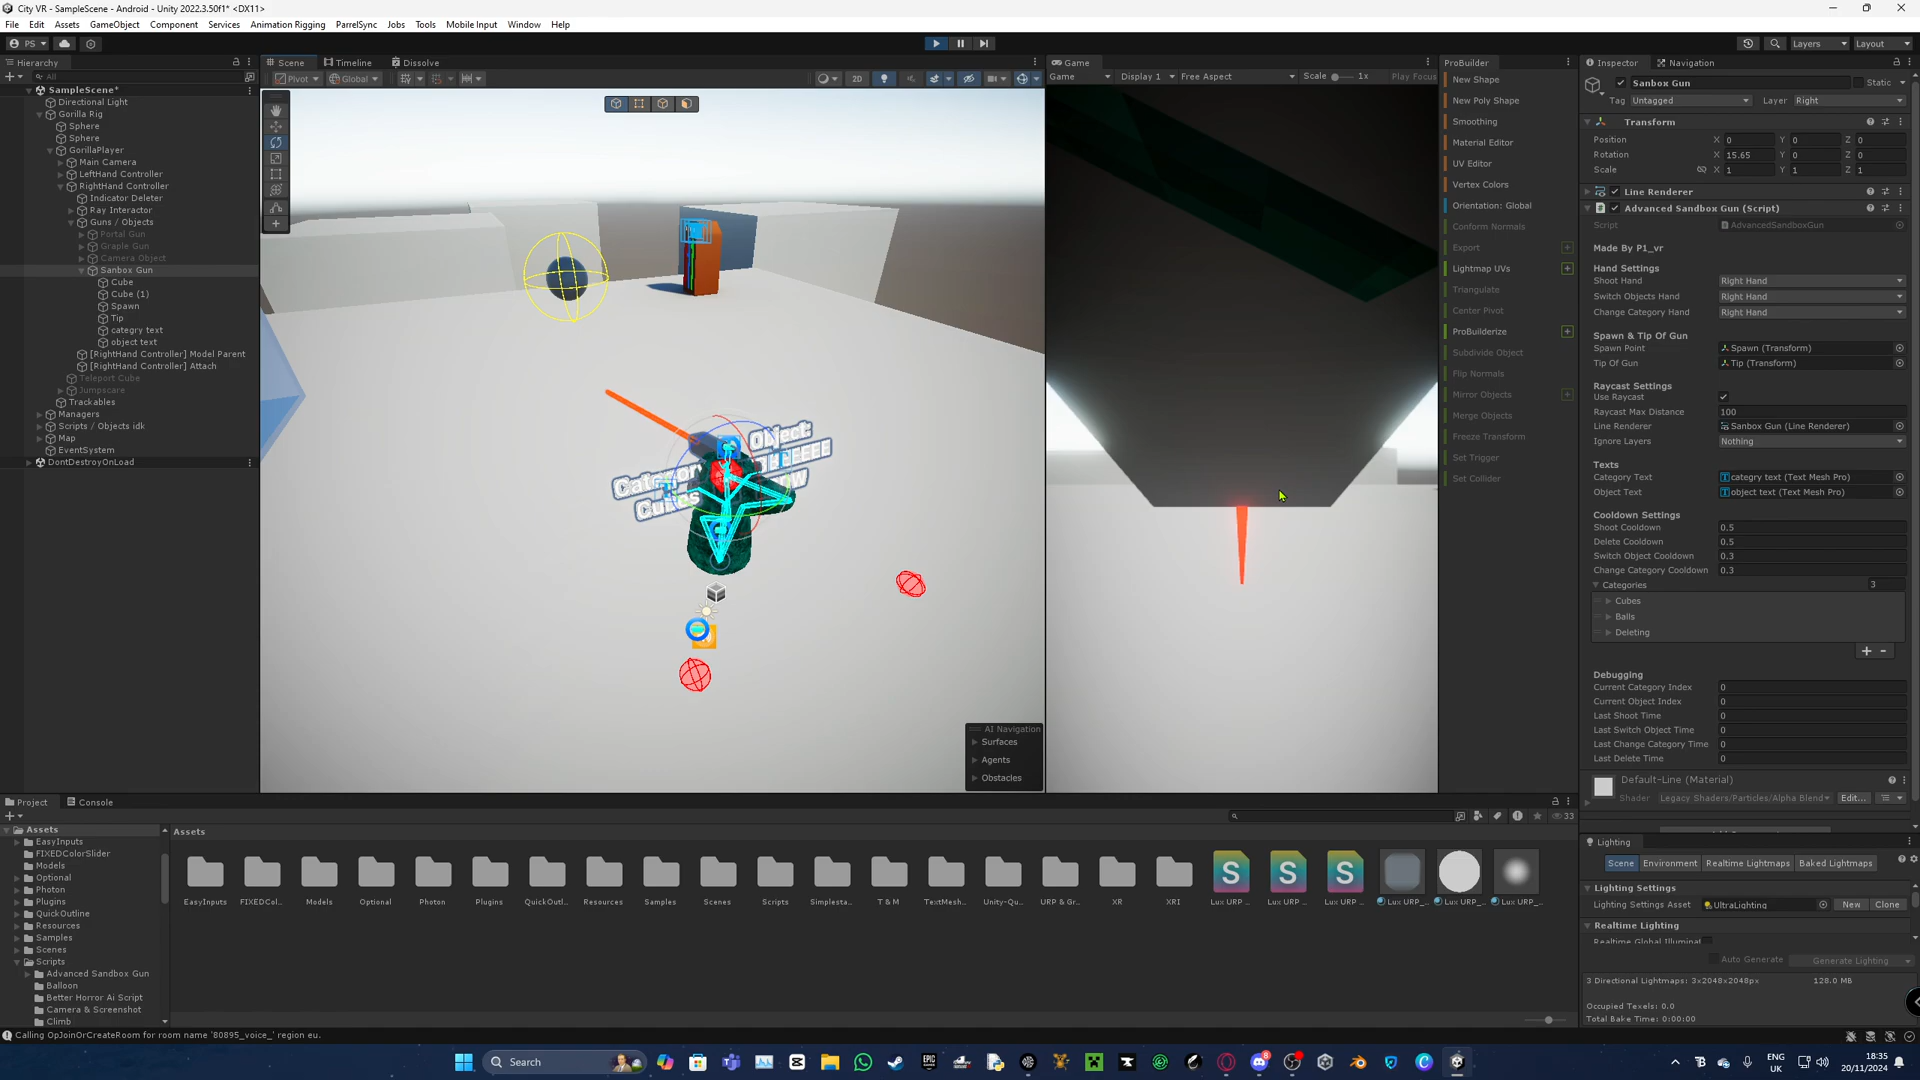 City VR - SampleScene - Android - Unity 2022.3.50f1* <DX11>
File Edit Assets GameObject Component Services Animation Rigging ParrelSync Jobs Tools Mobile Input Window Help
PS
Layers Layout
Hierarchy
All
SampleScene*
Directional Light
Gorilla Rig
Sphere
Sphere
GorillaPlayer
Main Camera
LeftHand Controller
RightHand Controller
Indicator Deleter
Ray Interactor
Guns / Objects
Portal Gun
Graple Gun
Camera Object
Sanbox Gun
Cube
Cube (1)
Spawn
Tip
categry text
object text
[RightHand Controller] Model Parent
[RightHand Controller] Attach
Teleport Cube
Jumpscare
Trackables
Managers
Scripts / Objects idk
Map
EventSystem
DontDestroyOnLoad
Scene Timeline Dissolve
Pivot Global
2D
Object:
Cubes
AI Navigation
Surfaces
Agents
Obstacles
Game
Game Display 1 Free Aspect Scale 1x Play Focus
ProBuilder
New Shape
New Poly Shape
Smoothing
Material Editor
UV Editor
Vertex Colors
Orientation: Global
Conform Normals
Export
Lightmap UVs
Triangulate
Center Pivot
ProBuilderize
Subdivide Object
Flip Normals
Mirror Objects
Merge Objects
Freeze Transform
Set Trigger
Set Collider
Inspector Navigation
Sanbox Gun Static
Tag Untagged Layer Right
Transform
Position X 0 Y 0 Z 0
Rotation X 15.65 Y 0 Z 0
Scale X 1 Y 1 Z 1
Line Renderer
Advanced Sandbox Gun (Script)
Script AdvancedSandboxGun
Made By P1_vr
Hand Settings
Shoot Hand Right Hand
Switch Objects Hand Right Hand
Change Category Hand Right Hand
Spawn & Tip Of Gun
Spawn Point Spawn (Transform)
Tip Of Gun Tip (Transform)
Raycast Settings
Use Raycast
Raycast Max Distance 100
Line Renderer Sanbox Gun (Line Renderer)
Ignore Layers Nothing
Texts
Category Text categry text (Text Mesh Pro)
Object Text object text (Text Mesh Pro)
Cooldown Settings
Shoot Cooldown 0.5
Delete Cooldown 0.5
Switch Object Cooldown 0.3
Change Category Cooldown 0.3
Categories 3
Cubes
Balls
Deleting
+ -
Debugging
Current Category Index 0
Current Object Index 0
Last Shoot Time 0
Last Switch Object Time 0
Last Change Category Time 0
Last Delete Time 0
Default-Line (Material)
Shader Legacy Shaders/Particles/Alpha Blend Edit...
Lighting
Scene Environment Realtime Lightmaps Baked Lightmaps
Lighting Settings
Lighting Settings Asset UltraLighting New Clone
Realtime Lighting
Auto Generate Generate Lighting
3 Directional Lightmaps: 3x2048x2048px 128.0 MB
Occupied Texels: 0.0
Total Bake Time: 0:00:00
Project Console
33
Assets
EasyInputs
FIXEDColorSlider
Models
Optional
Photon
Plugins
QuickOutline
Resources
Samples
Scenes
Scripts
Advanced Sandbox Gun
Balloon
Better Horror Ai Script
Camera & Screenshot
Climb
Assets
EasyInputs FIXEDCol... Models Optional Photon Plugins QuickOutl... Resources Samples Scenes Scripts Simplesta... T & M TextMesh... Unity-Qu... URP & Gr... XR XRI Lux URP ... Lux URP ... Lux URP ... Lux URP_... Lux URP_... Lux URP_...
Calling OpJoinOrCreateRoom for room name '80895_voice_' region eu.
Search
8
ENG
UK
18:35
20/11/2024